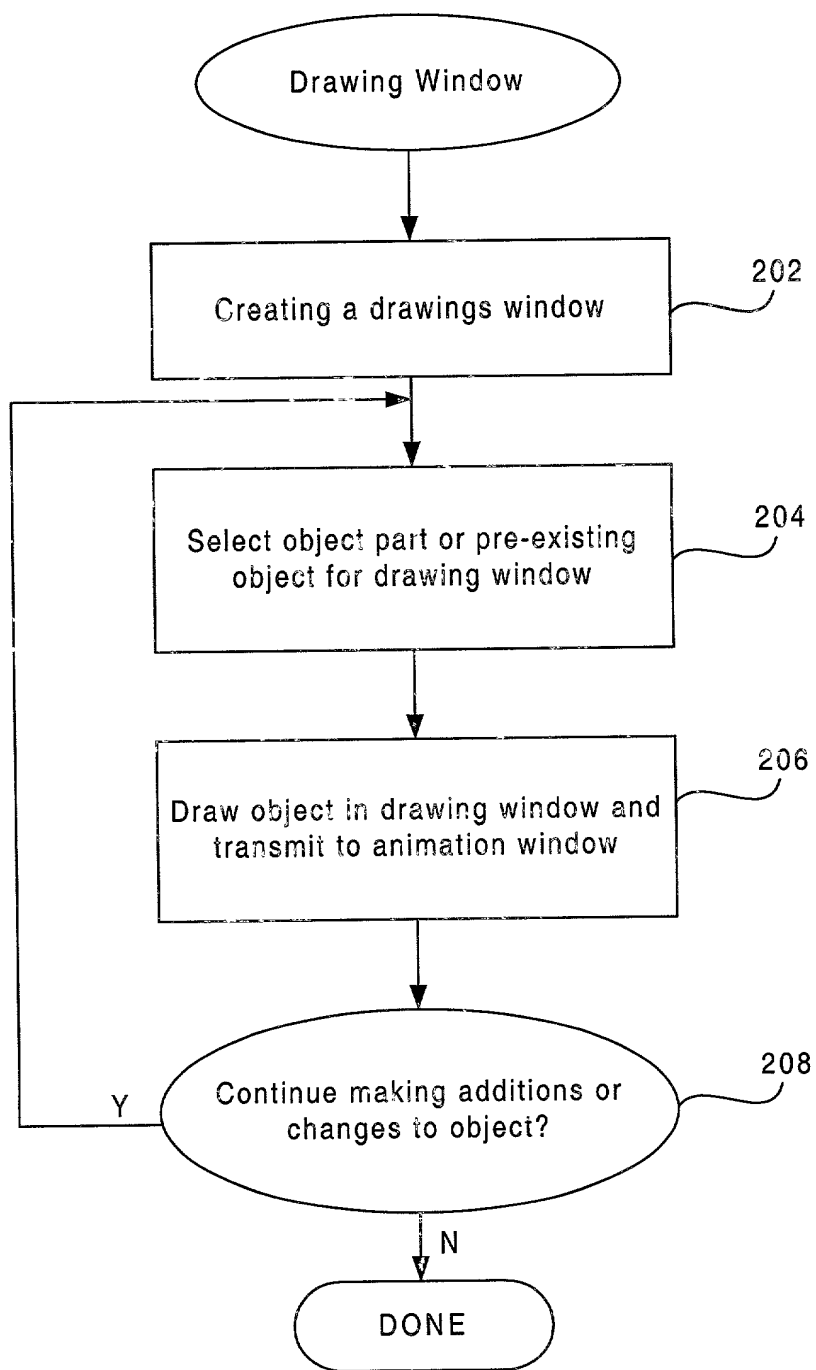 Drawing Window
Creating a drawings window
202
Select object part or pre-existing
object for drawing window
204
Draw object in drawing window and
transmit to animation window
206
Continue making additions or
changes to object?
208
Y
N
DONE